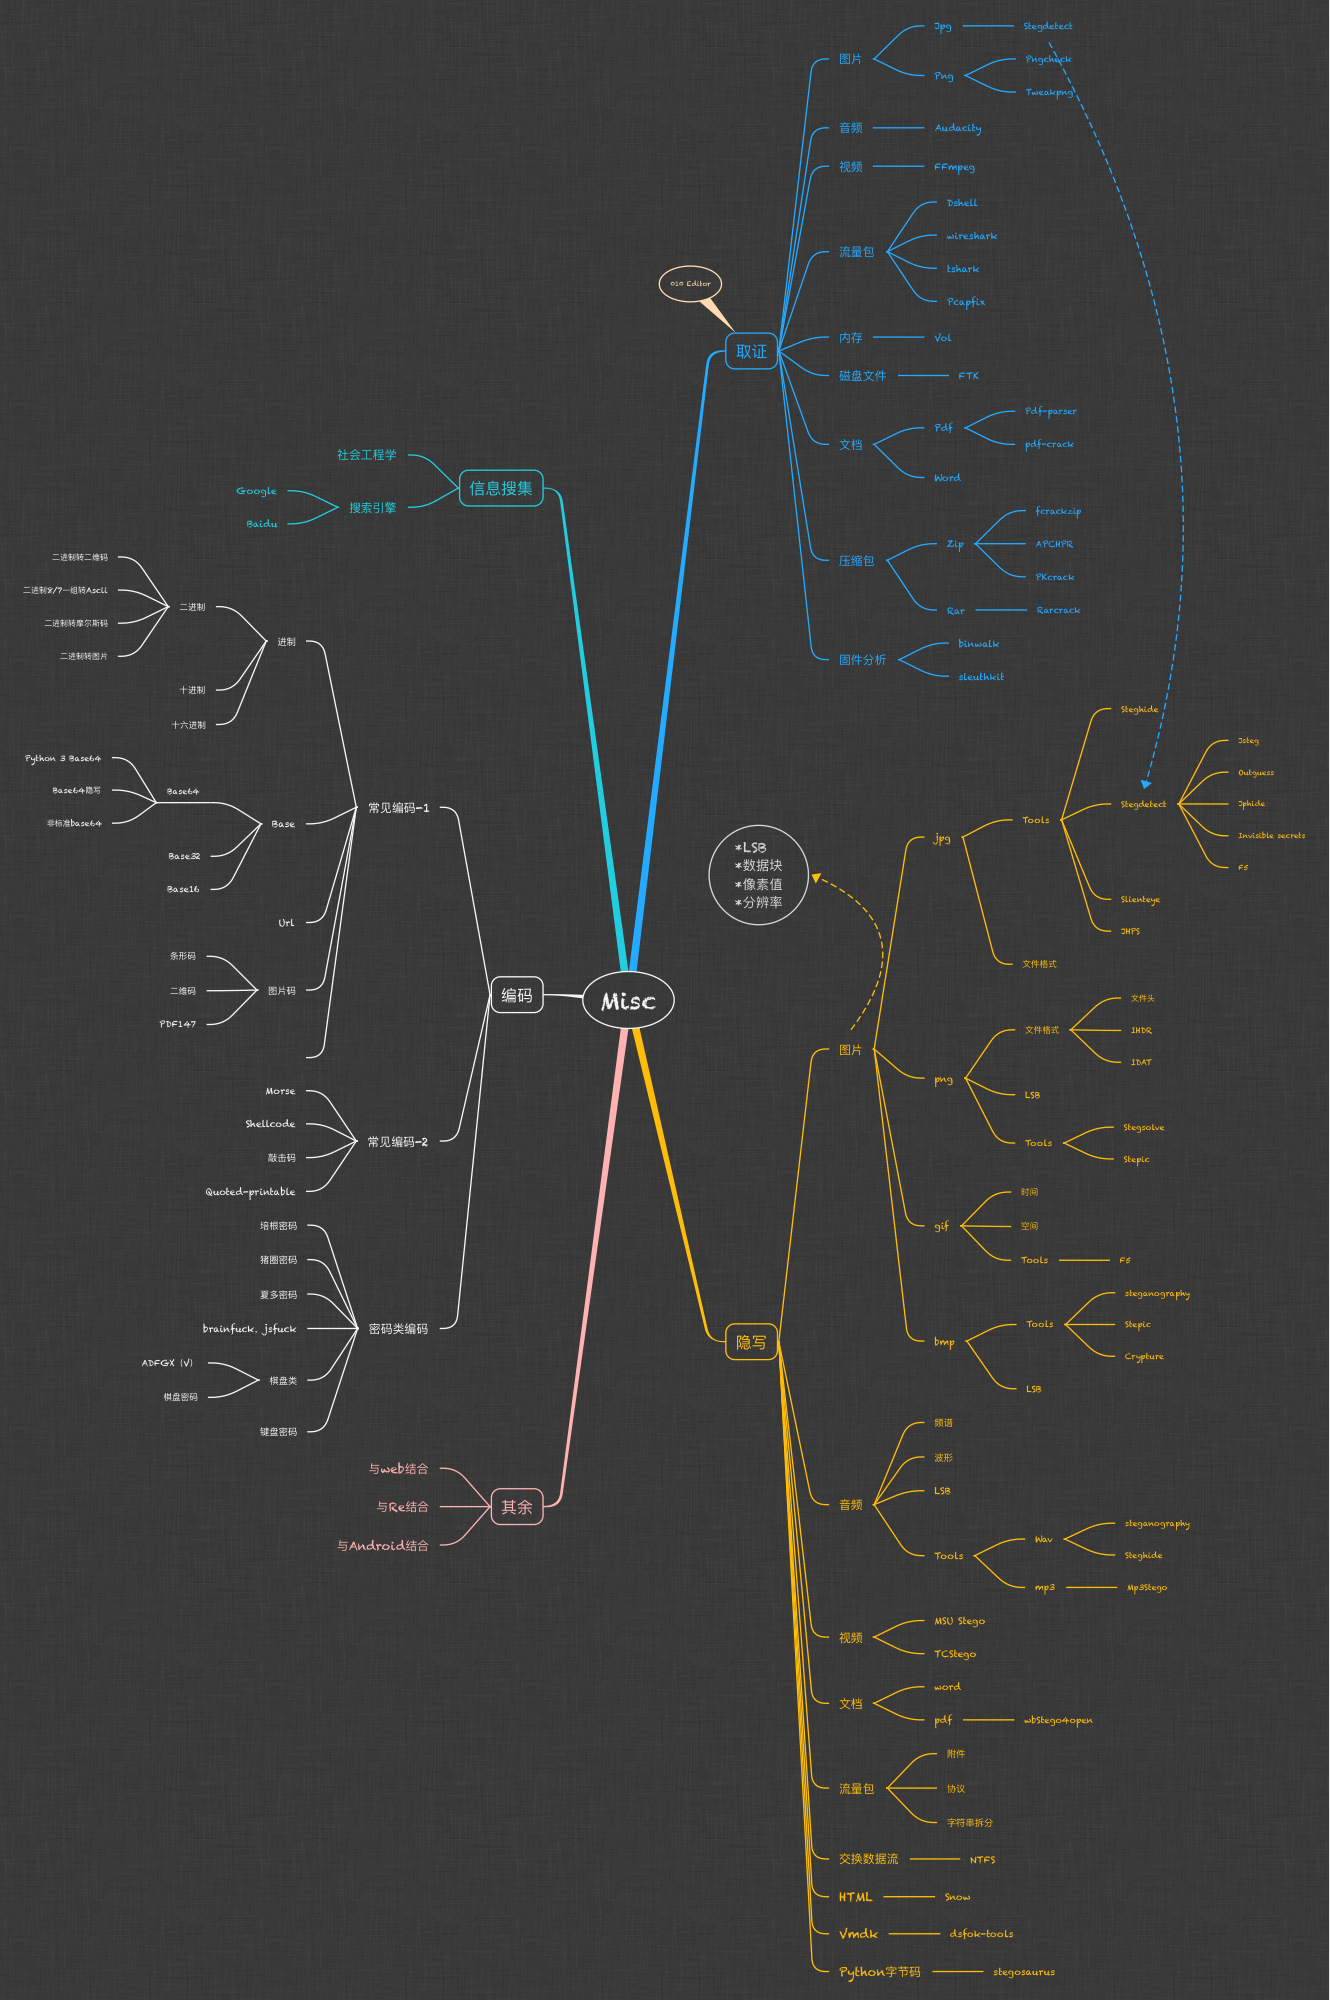 Misc
取证
010 Editor
图片
Jpg
Stegdetect
Png
Pngcheck
Tweakpng
音频
Audacity
视频
FFmpeg
流量包
Dshell
wireshark
tshark
Pcapfix
内存
Vol
磁盘文件
FTK
文档
Pdf
Pdf-parser
pdf-crack
Word
压缩包
Zip
fcrackzip
APCHPR
PKcrack
Rar
Rarcrack
固件分析
binwalk
sleuthkit
隐写
图片
*LSB
*数据块
*像素值
*分辨率
jpg
Tools
Steghide
Stegdetect
Jsteg
Outguess
Jphide
Invisible secrets
F5
Slienteye
JHPS
文件格式
png
文件格式
文件头
IHDR
IDAT
LSB
Tools
Stegsolve
Stepic
gif
时间
空间
Tools
F5
bmp
Tools
steganography
Stepic
Crypture
LSB
音频
频谱
波形
LSB
Tools
Wav
steganography
Steghide
mp3
Mp3Stego
视频
MSU Stego
TCStego
文档
word
pdf
wbStego4open
流量包
附件
协议
字符串拆分
交换数据流
NTFS
HTML
Snow
Vmdk
dsfok-tools
Python字节码
stegosaurus
信息搜集
社会工程学
搜索引擎
Google
Baidu
编码
常见编码-1
进制
二进制
二进制转二维码
二进制8/7一组转Ascii
二进制转摩尔斯码
二进制转图片
十进制
十六进制
Base
Base64
Python 3 Base64
Base64隐写
非标准base64
Base32
Base16
Url
图片码
条形码
二维码
PDF147
常见编码-2
Morse
Shellcode
敲击码
Quoted-printable
密码类编码
培根密码
猪圈密码
夏多密码
brainfuck, jsfuck
棋盘类
ADFGX (V)
棋盘密码
键盘密码
其余
与web结合
与Re结合
与Android结合